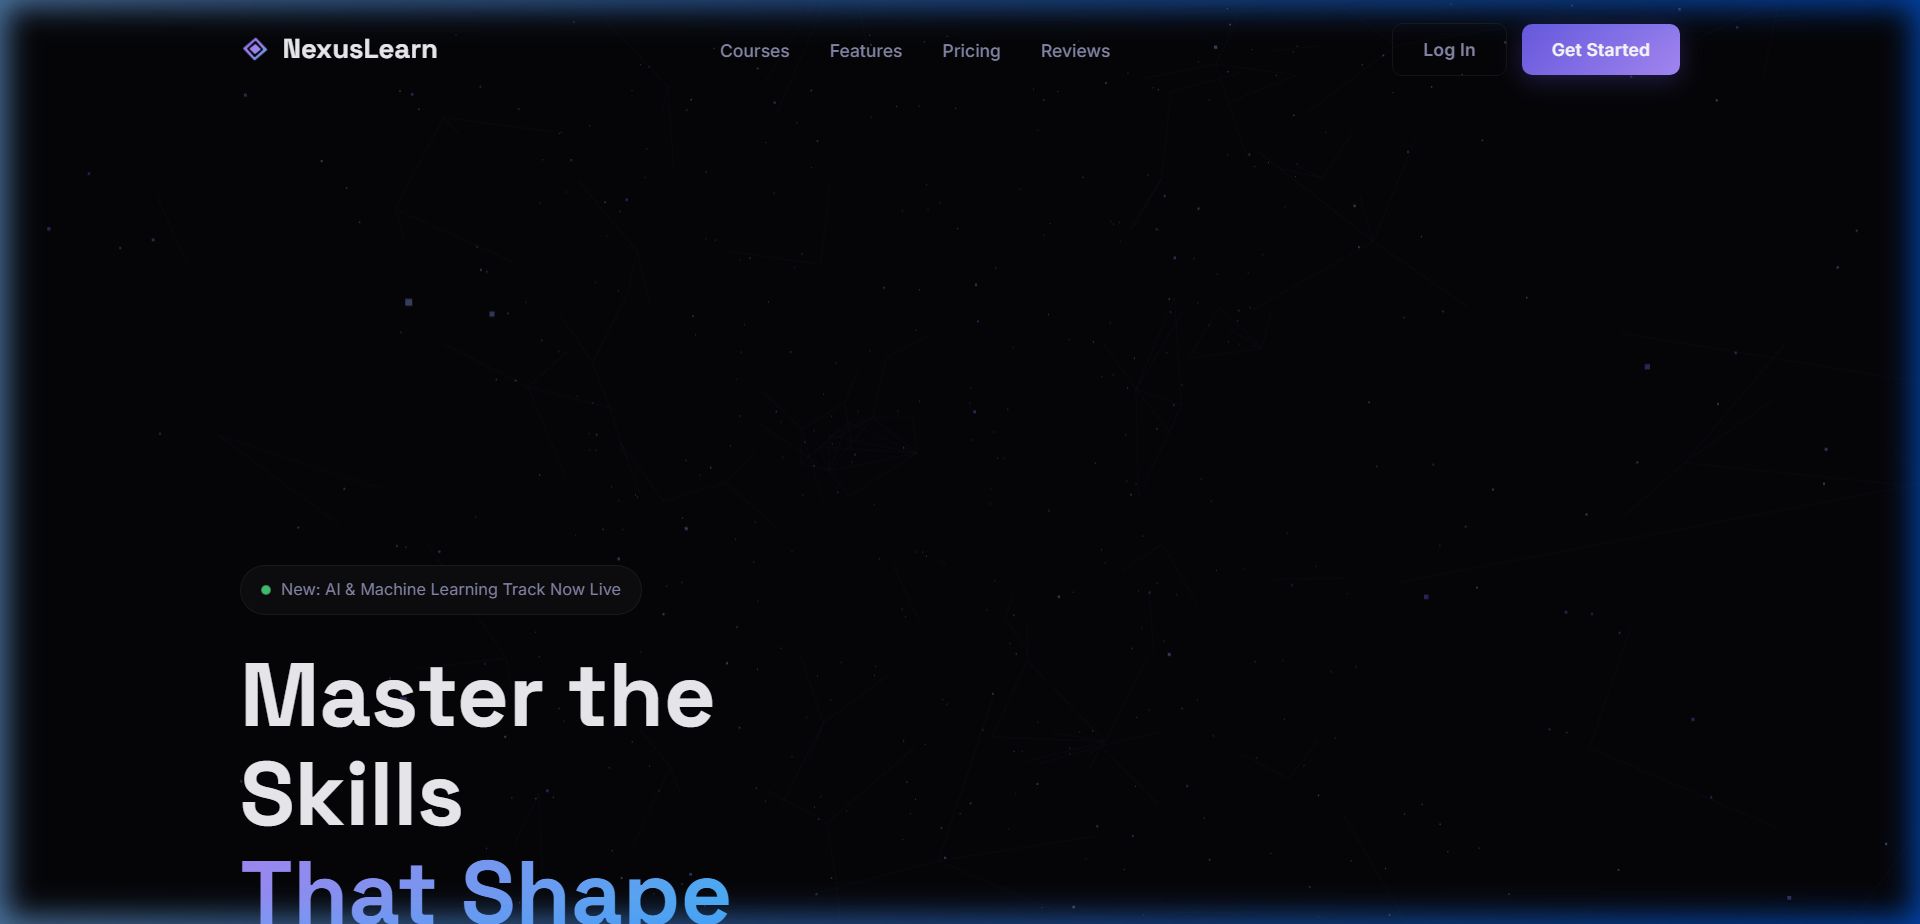 NexusLearn
Courses
Features
Pricing
Reviews
Log In
Get Started
New: AI & Machine Learning Track Now Live
Master the
Skills
That Shape